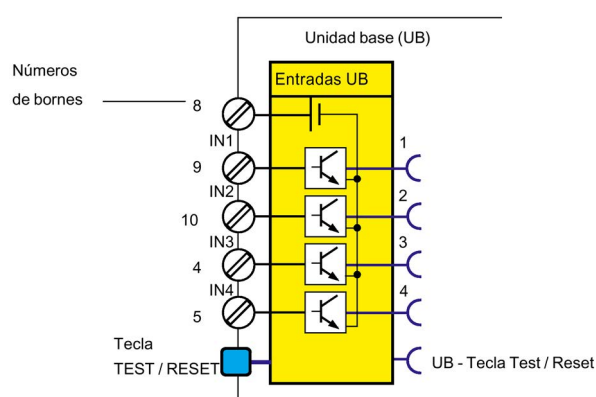 Unidad base (UB)
Números
de bornes
Entradas UB
8
IN1
1
9
IN2
2
10
IN3
3
4
IN4
4
5
Tecla
TEST / RESET
UB - Tecla Test / Reset